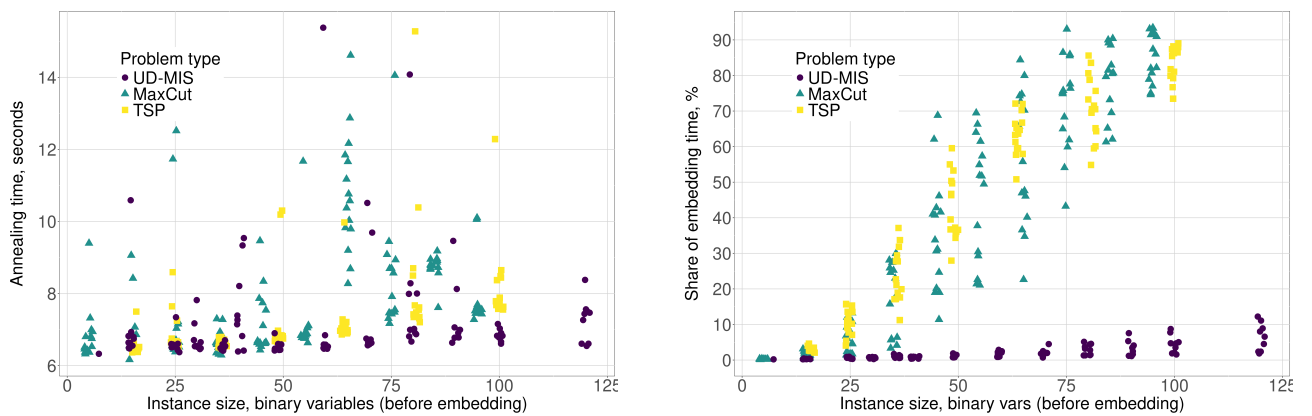 Annealing time, seconds
14
12
10
8
6
Problem type
UD-MIS
MaxCut
TSP
0 25 50 75 100 125
Instance size, binary variables (before embedding)
Share of embedding time, %
90
80
70
60
50
40
30
20
10
0
Problem type
UD-MIS
MaxCut
TSP
0 25 50 75 100 125
Instance size, binary vars (before embedding)